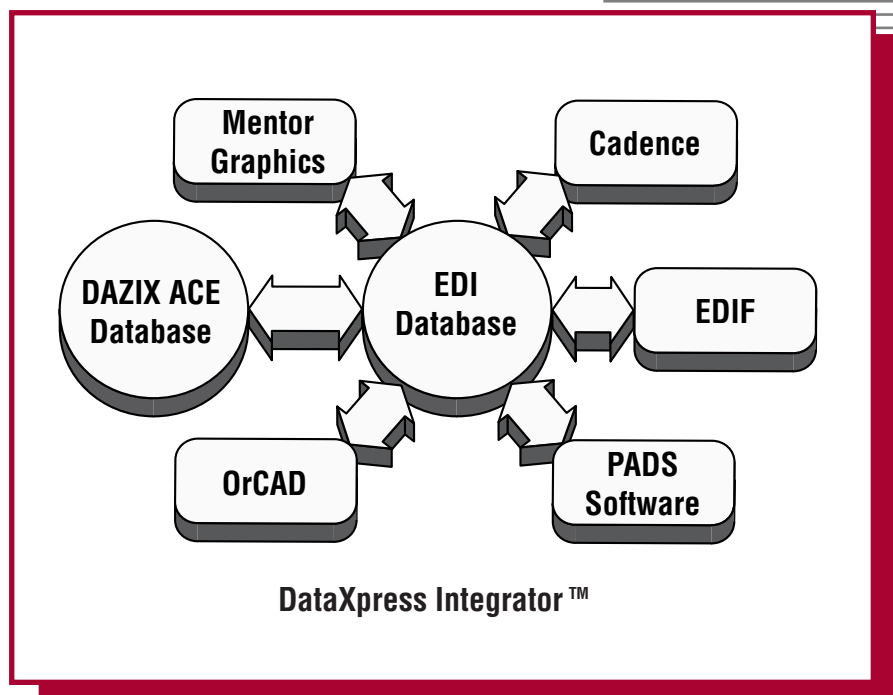 Mentor
Graphics
Cadence
DAZIX ACE
Database
EDI
Database
EDIF
OrCAD
PADS
Software
DataXpress Integrator™